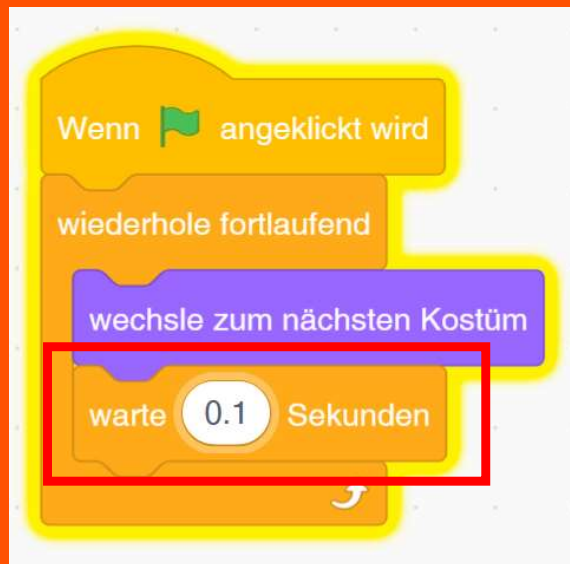 Wenn angeklickt wird
wiederhole fortlaufend
wechsle zum nächsten Kostüm
warte 0.1 Sekunden